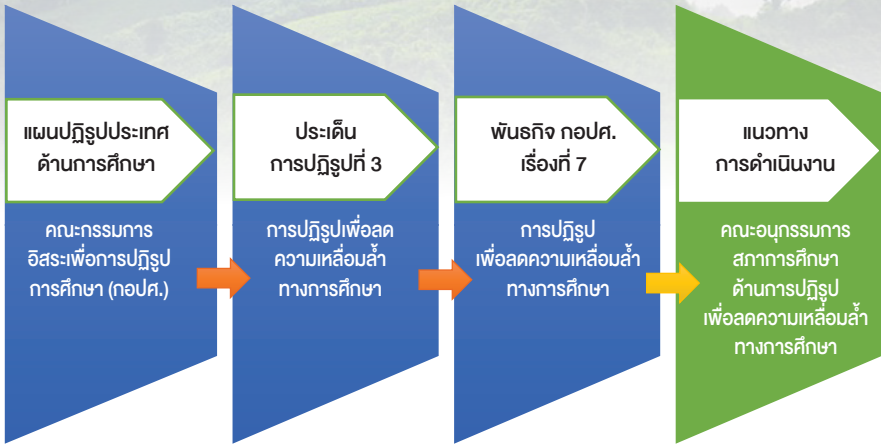 แผนปฏิรูปประเทศ
ด้านการศึกษา
คณะกรรมการ
อิสระเพื่อการปฏิรูป
การศึกษา (กอปศ.)
ประเด็น
การปฏิรูปที่ 3
การปฏิรูปเพื่อลด
ความเหลื่อมล้ำ
ทางการศึกษา
พันธกิจ กอปศ.
เรื่องที่ 7
การปฏิรูป
เพื่อลดความเหลื่อมล้ำ
ทางการศึกษา
แนวทาง
การดำเนินงาน
คณะอนุกรรมการ
สภาการศึกษา
ด้านการปฏิรูป
เพื่อลดความเหลื่อมล้ำ
ทางการศึกษา